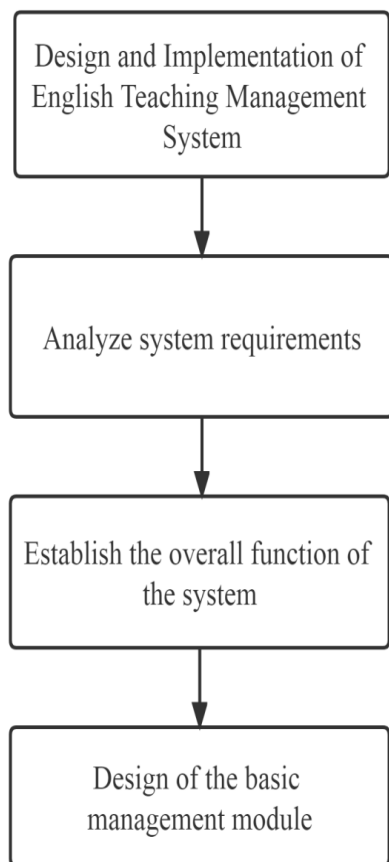 Design and Implementation of
English Teaching Management
System
Analyze system requirements
Establish the overall function of
the system
Design of the basic
management module